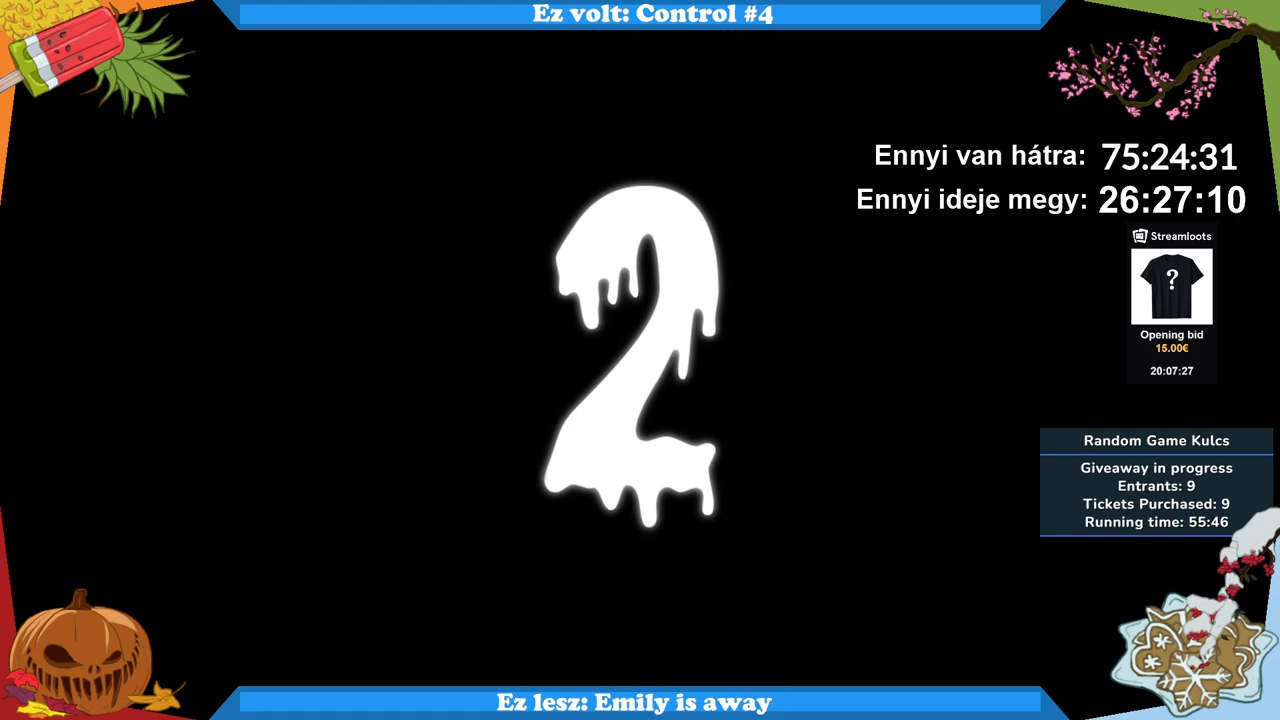 Ez volt: Control #4
Ennyi van hátra: 75:24:31
Ennyi ideje megy: 26:27:10
Streamloots
?
Opening bid
15.00€
20:07:27
2
Random Game Kulcs
Giveaway in progress
Entrants: 9
Tickets Purchased: 9
Running time: 55:46
Ez lesz: Emily is away